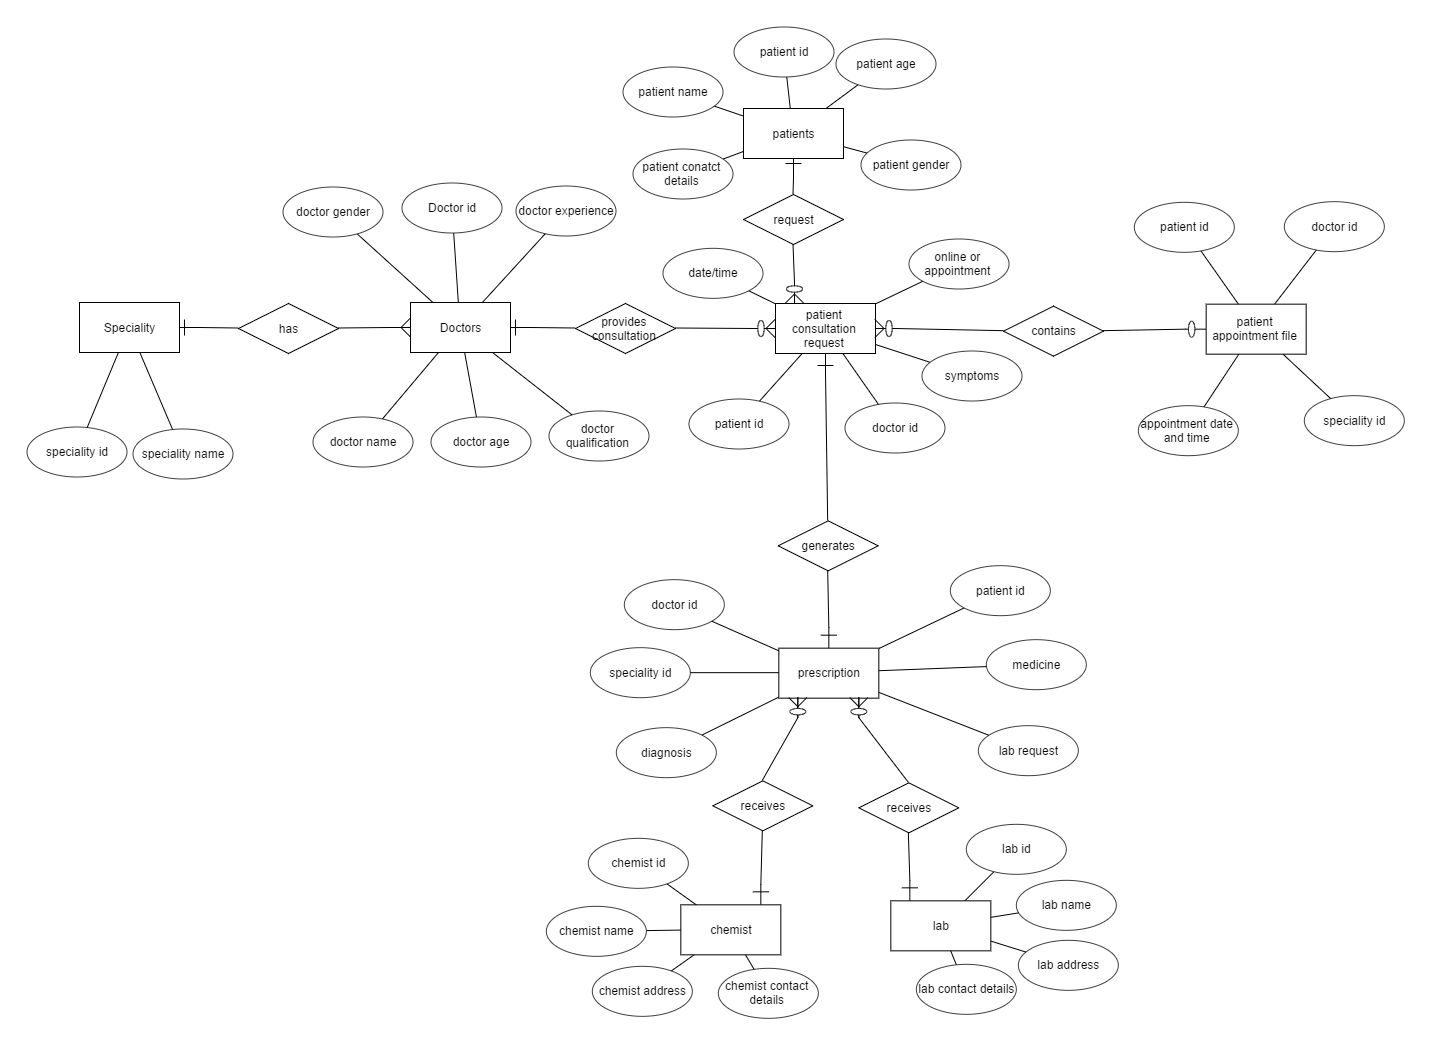 patient id
patient age
patient name
patients
patient gender
patient conatct
details
request
doctor gender
Doctor id
doctor experience
patient id
doctor id
date/time
online or
appointment
Speciality
has
Doctors
provides
consultation
patient
consultation
request
contains
patient
appointment file
symptoms
patient id
doctor id
appointment date
and time
speciality id
speciality id
speciality name
doctor name
doctor age
doctor
qualification
generates
doctor id
patient id
speciality id
prescription
medicine
diagnosis
lab request
receives
receives
chemist id
lab id
chemist name
chemist
lab
lab name
lab address
chemist address
chemist contact
details
lab contact details